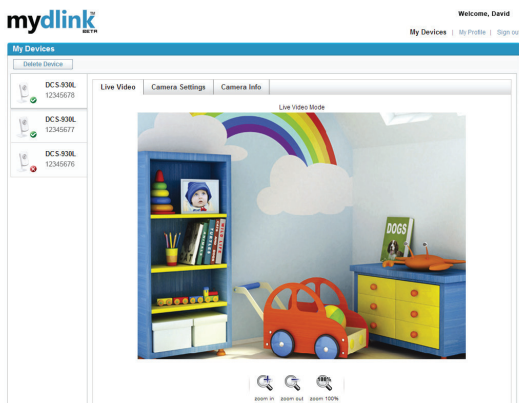 mydlink™
BETA
Welcome, David
My Devices | My Profile | Sign out
My Devices
Delete Device
DCS-930L
12345678
DCS-930L
12345677
DCS-930L
12345676
Live Video
Camera Settings
Camera Info
Live Video Mode
DOGS
100%
zoom in
zoom out
zoom 100%